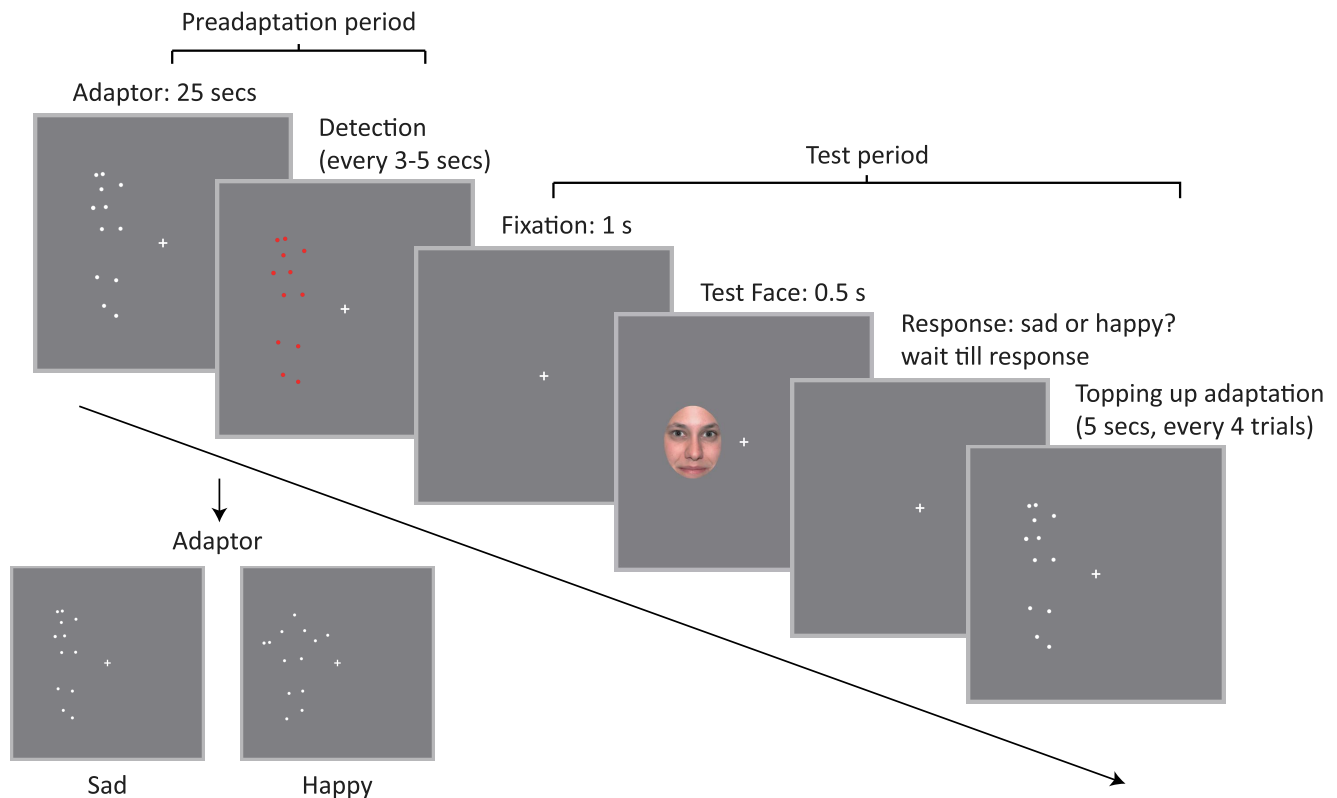 Preadaptation period
Adaptor: 25 secs
Detection
(every 3-5 secs)
Test period
Fixation: 1 s
Test Face: 0.5 s
Response: sad or happy?
wait till response
Topping up adaptation
(5 secs, every 4 trials)
Adaptor
Sad
Happy